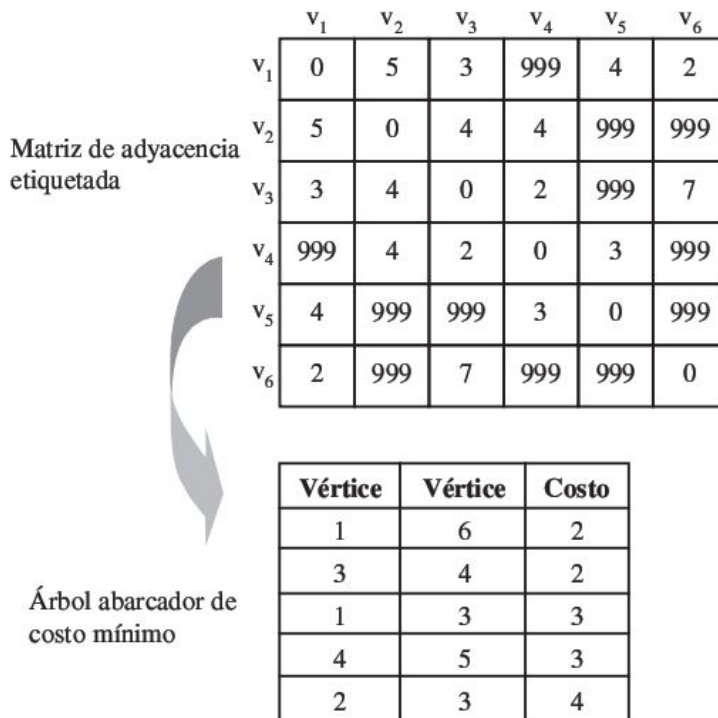 v1 v2 v3 v4 v5 v6
v1 0 5 3 999 4 2
v2 5 0 4 4 999 999
Matriz de adyacencia
etiquetada
v3 3 4 0 2 999 7
v4 999 4 2 0 3 999
v5 4 999 999 3 0 999
v6 2 999 7 999 999 0
Vértice Vértice Costo
1 6 2
3 4 2
1 3 3
4 5 3
2 3 4
Árbol abarcador de
costo mínimo